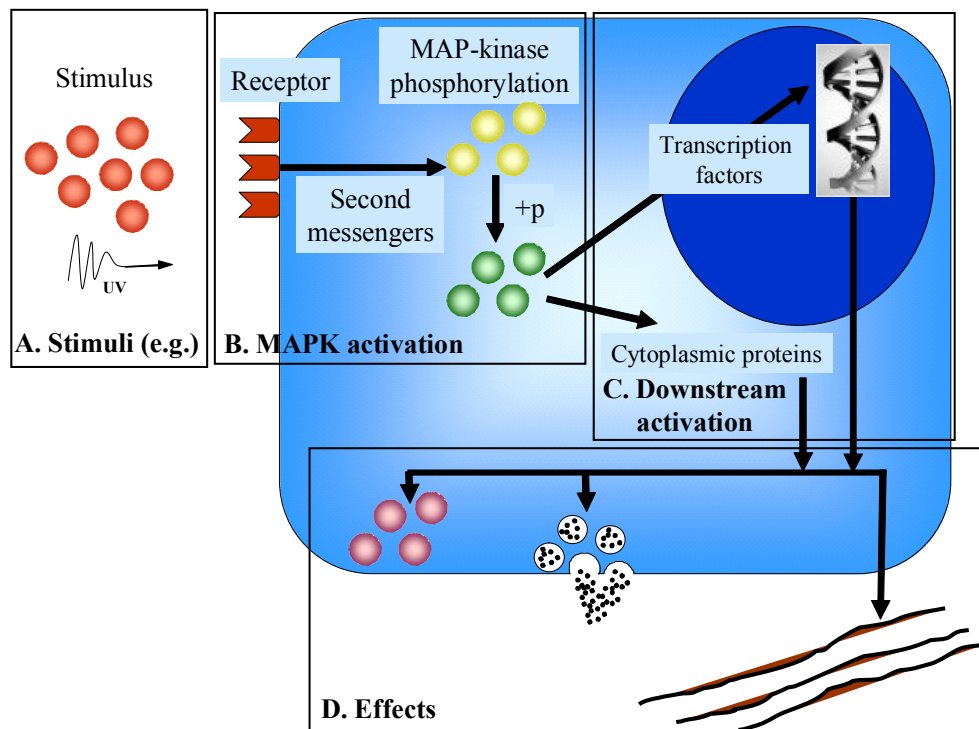 Stimulus
UV
A. Stimuli (e.g.)
Receptor
MAP-kinase
phosphorylation
Second
messengers
+p
B. MAPK activation
Transcription
factors
Cytoplasmic proteins
C. Downstream
activation
D. Effects